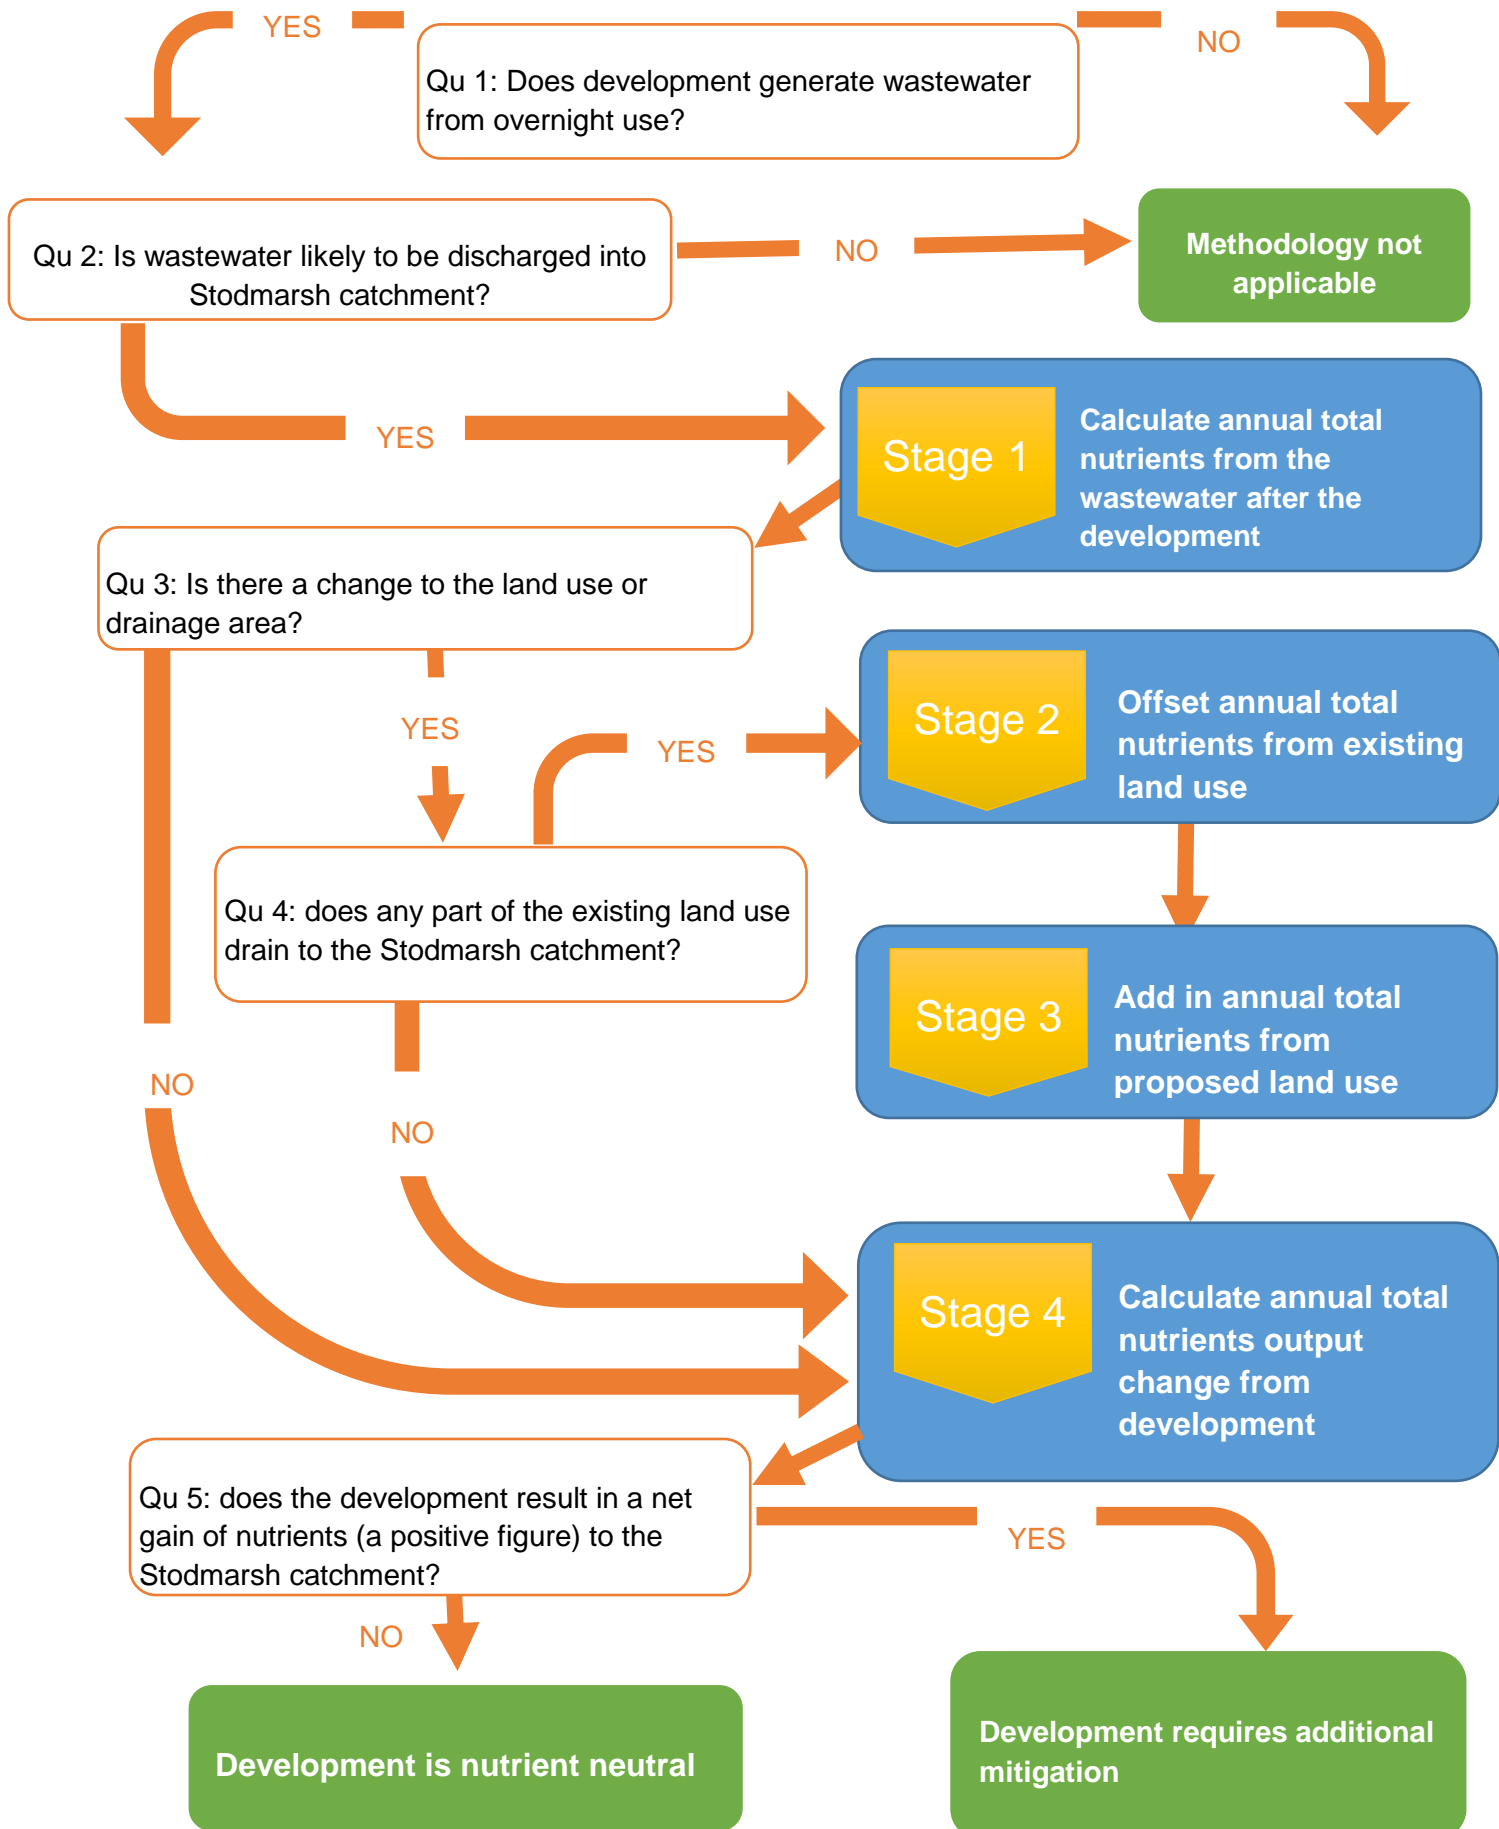 YES
NO
Qu 1: Does development generate wastewater
from overnight use?
Qu 2: Is wastewater likely to be discharged into
Stodmarsh catchment?
NO
Methodology not
applicable
YES
Stage 1
Calculate annual total
nutrients from the
wastewater after the
development
Qu 3: Is there a change to the land use or
drainage area?
YES
YES
Stage 2
Offset annual total
nutrients from existing
land use
Qu 4: does any part of the existing land use
drain to the Stodmarsh catchment?
Stage 3
Add in annual total
nutrients from
proposed land use
NO
NO
Stage 4
Calculate annual total
nutrients output
change from
development
Qu 5: does the development result in a net
gain of nutrients (a positive figure) to the
Stodmarsh catchment?
YES
NO
Development is nutrient neutral
Development requires additional
mitigation